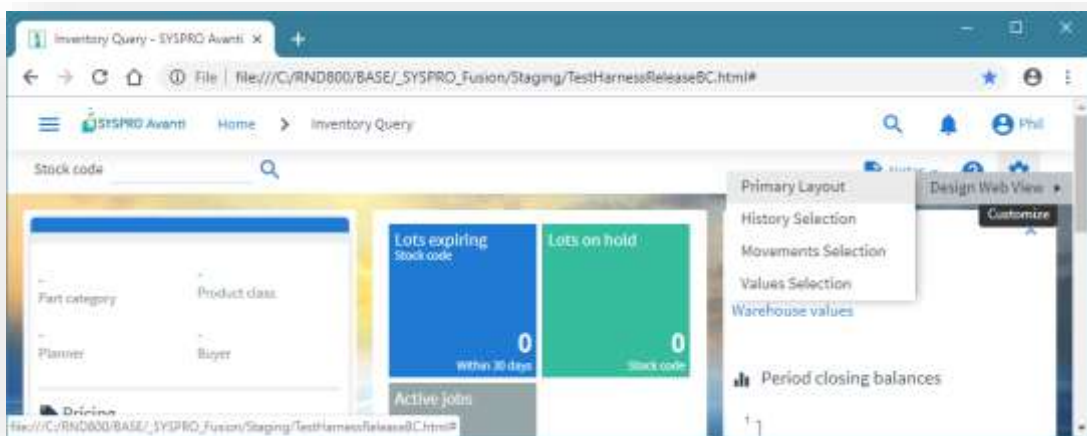 Inventory Query - SYSPRO Avanti
File | file:///C:/RND800/BASE/_SYSPRO_Fusion/Staging/TestHarnessReleaseBC.html#
SYSPRO Avanti Home > Inventory Query Phil
Stock code
Notes
Primary Layout
Design Web View
History Selection
Customize
Movements Selection
Values Selection
Warehouse values
-
Part category
-
Product class
-
Planner
-
Buyer
Pricing
Lots expiring
Stock code
0
Within 30 days
Lots on hold
0
Stock code
Active jobs
Period closing balances
1
file:///C:/RND800/BASE/_SYSPRO_Fusion/Staging/TestHarnessReleaseBC.html#